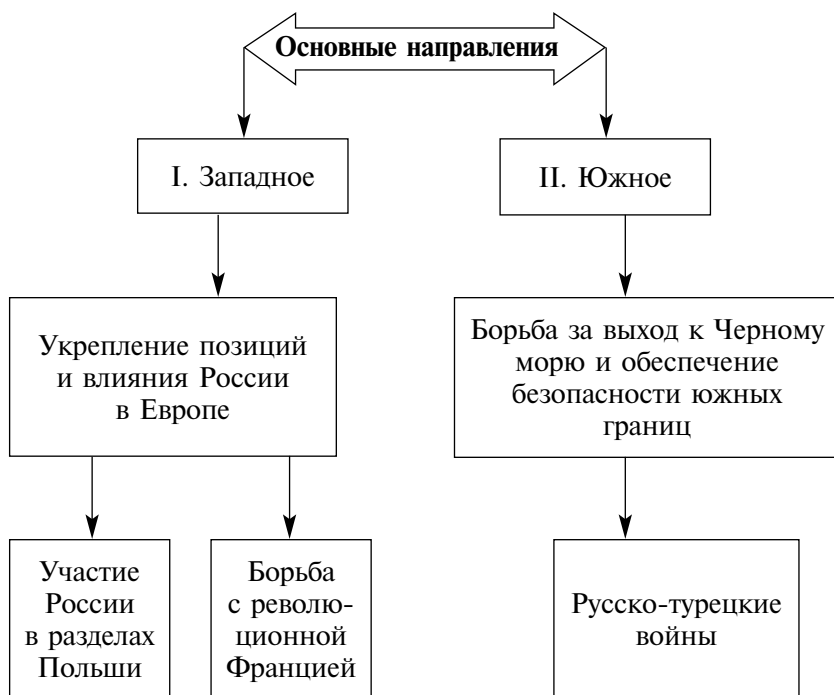 Основные направления
I. Западное
II. Южное
Укрепление позиций
и влияния России
в Европе
Борьба за выход к Черному
морю и обеспечение
безопасности южных
границ
Участие
России
в разделах
Польши
Борьба
с револю-
ционной
Францией
Русско-турецкие
войны